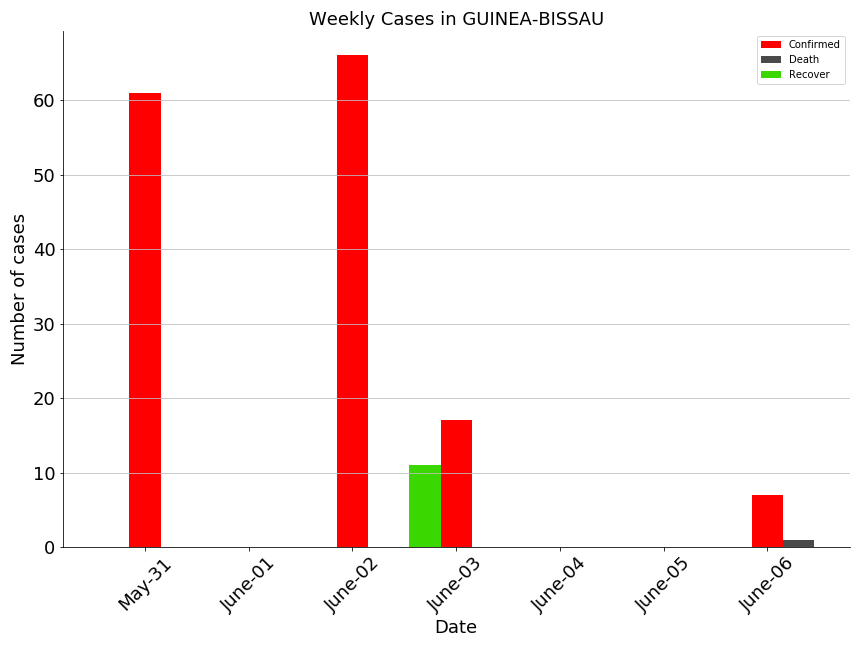 Weekly Cases in GUINEA-BISSAU
Confirmed
Death
Recover
Number of cases
60
50
40
30
20
10
0
May-31
June-01
June-02
June-03
June-04
June-05
June-06
Date